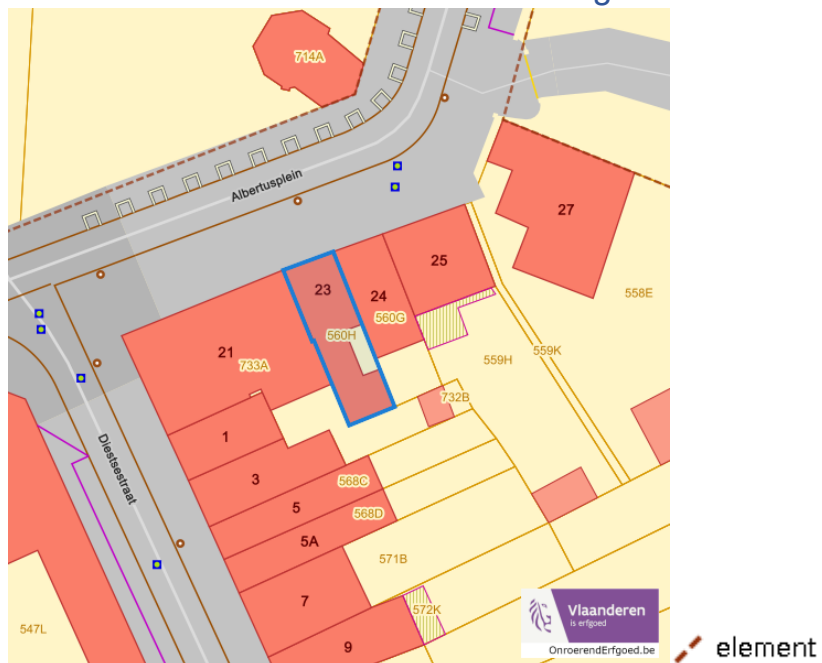 714A
Albertusplein
27
25
23
24
558E
560G
560H
559K
559H
21
733A
732B
1
Diestsestraat
3
568C
5
568D
5A
571B
7
572K
547L
9
Vlaanderen
is erfgoed
OnroerendErfgoed.be
element